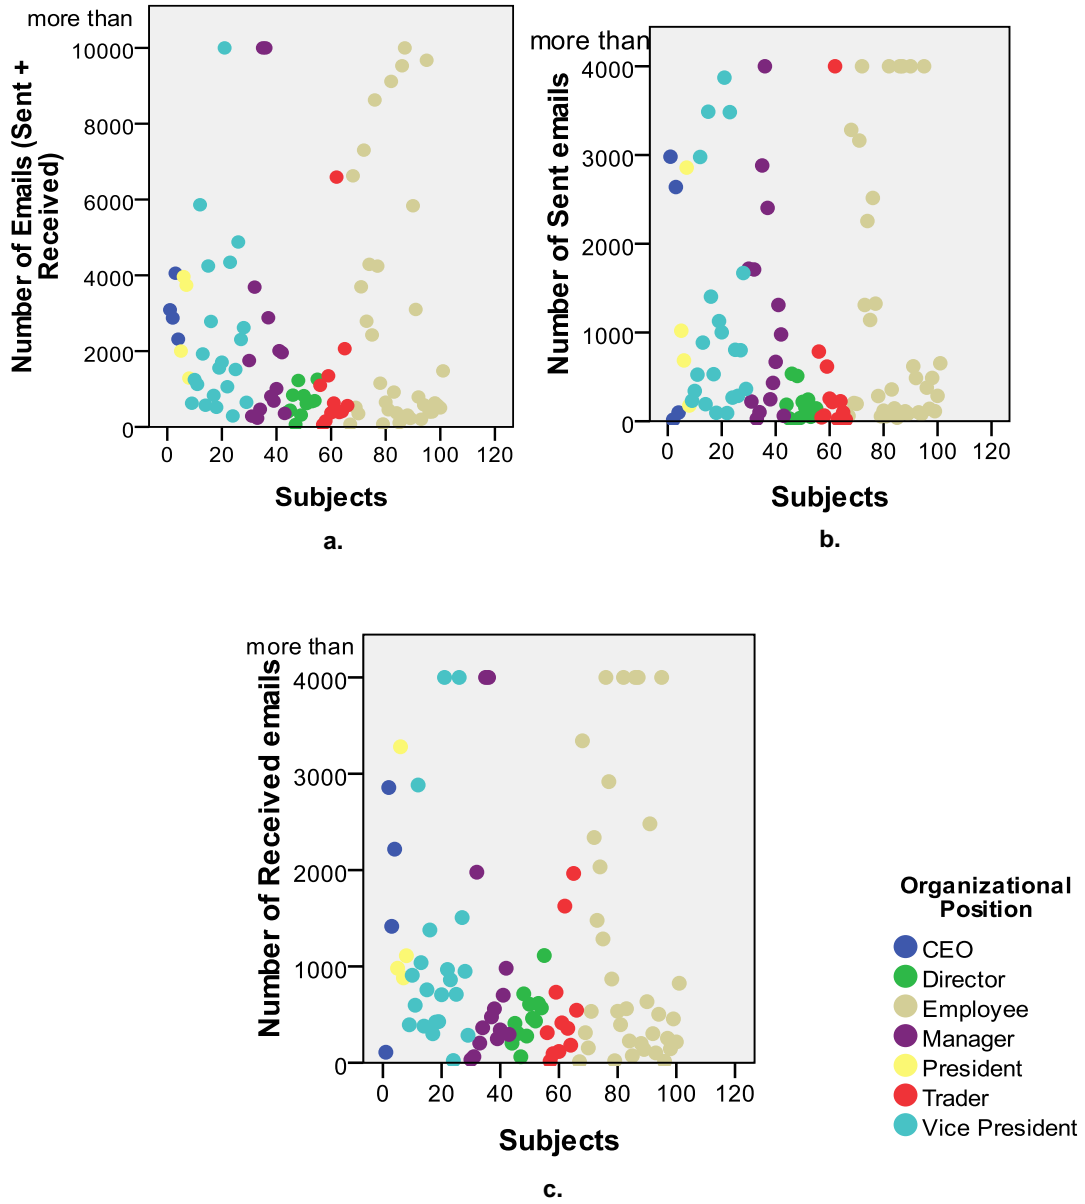 more than
10000
8000
6000
4000
2000
0
Number of Emails (Sent +
Received)
0 20 40 60 80 100 120
Subjects
a.
more than
4000
3000
2000
1000
0
Number of Sent emails
0 20 40 60 80 100 120
Subjects
b.
more than
4000
3000
2000
1000
0
Number of Received emails
0 20 40 60 80 100 120
Subjects
c.
Organizational
Position
CEO
Director
Employee
Manager
President
Trader
Vice President